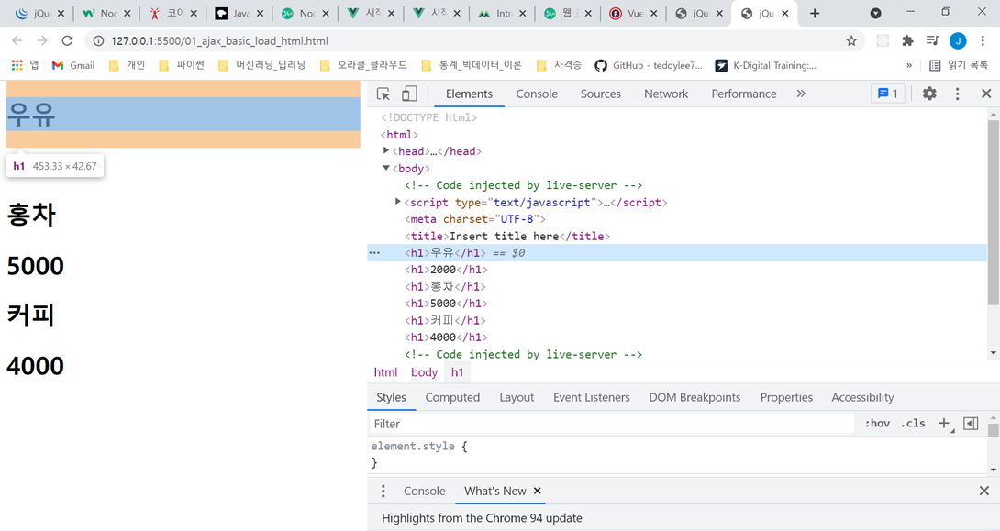 jQu
Noc
코이
Java
Noc
시작
시작
Intr
웹
Vue
jQu
jQu
127.0.0.1:5500/01_ajax_basic_load_html.html
앱 Gmail 개인 파이썬 머신러닝_딥러닝 오라클_클라우드 통계_빅데이터_이론 자격증 GitHub - teddylee7... K-Digital Training:... » 읽기 목록
우유
h1 453.33 × 42.67
홍차
5000
커피
4000
Elements Console Sources Network Performance » 1
<!DOCTYPE html>
<html>
<head>…</head>
<body>
<!-- Code injected by live-server -->
<script type="text/javascript">…</script>
<meta charset="UTF-8">
<title>Insert title here</title>
<h1>우유</h1> == $0
<h1>2000</h1>
<h1>홍차</h1>
<h1>5000</h1>
<h1>커피</h1>
<h1>4000</h1>
<!-- Code injected by live-server -->
html body h1
Styles Computed Layout Event Listeners DOM Breakpoints Properties Accessibility
Filter :hov .cls +
element.style {
}
Console What's New
Highlights from the Chrome 94 update